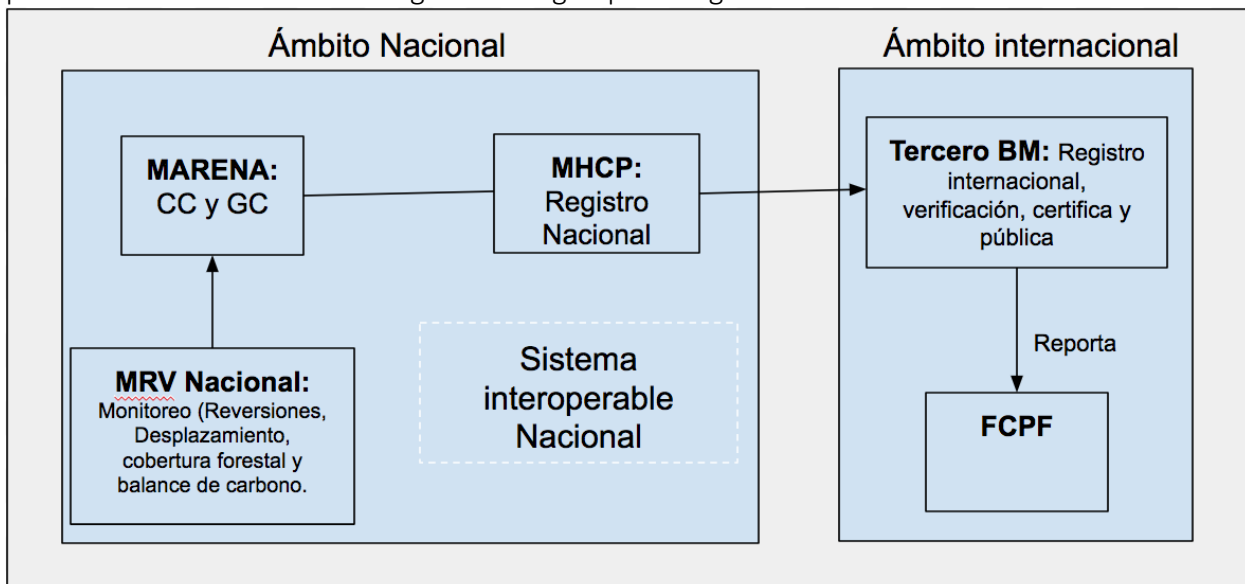 Ámbito Nacional
Ámbito internacional
MARENA:
CC y GC
MHCP:
Registro
Nacional
Tercero BM: Registro
internacional,
verificación, certifica y
pública
Reporta
MRV Nacional:
Monitoreo (Reversiones,
Desplazamiento,
cobertura forestal y
balance de carbono.
Sistema
interoperable
Nacional
FCPF